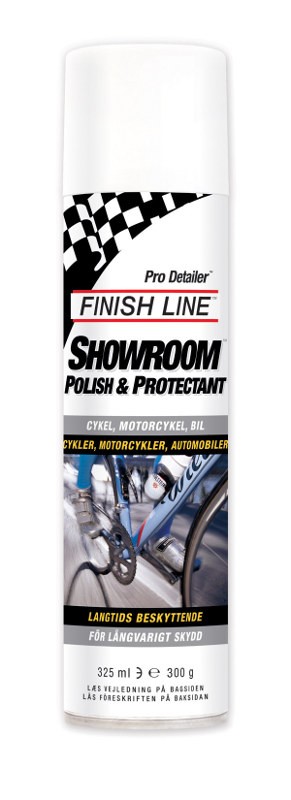 Pro Detailer™
FINISH LINE™
SHOWROOM™
POLISH & PROTECTANT
CYKEL, MOTORCYKEL, BIL
CYKLER, MOTORCYKLER, AUTOMOBILER
LANGTIDS BESKYTTENDE
FÖR LÅNGVARIGT SKYDD
325 ml 3 e 300 g
LÆS VEJLEDNING PÅ BAGSIDEN
LÄS FÖRESKRIFTEN PÅ BAKSIDAN